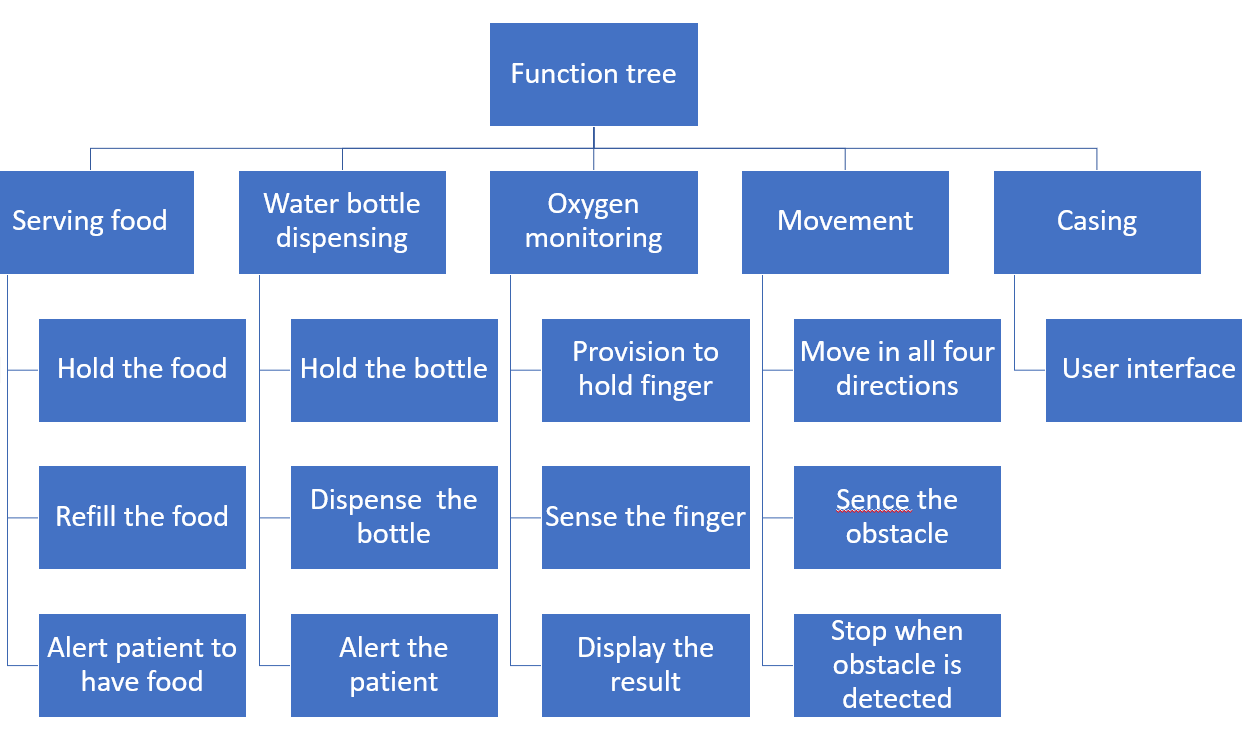 Function tree
Serving food
Water bottle
dispensing
Oxygen
monitoring
Movement
Casing
Hold the food
Hold the bottle
Provision to
hold finger
Move in all four
directions
User interface
Refill the food
Dispense  the
bottle
Sense the finger
Sence the
obstacle
Alert patient to
have food
Alert the
patient
Display the
result
Stop when
obstacle is
detected